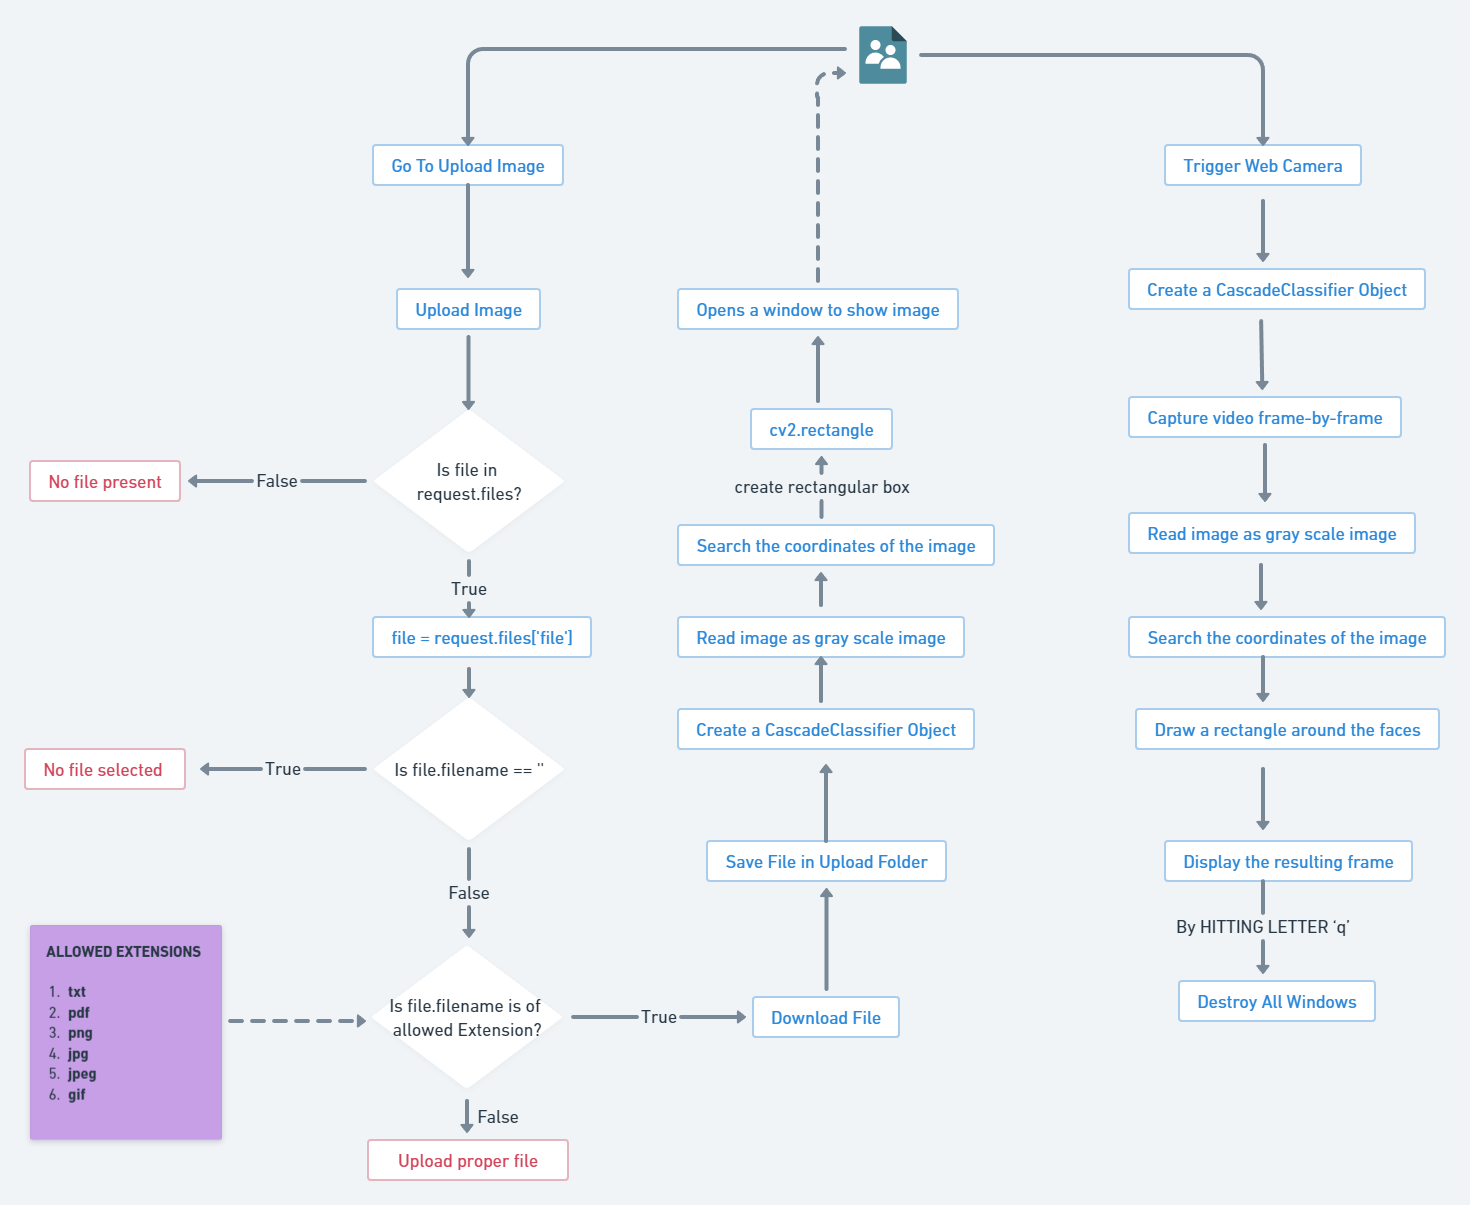 Go To Upload Image
Trigger Web Camera
Upload Image
Opens a window to show image
Create a CascadeClassifier Object
cv2.rectangle
Capture video frame-by-frame
Is file in
request.files?
No file present
False
create rectangular box
Search the coordinates of the image
Read image as gray scale image
True
file = request.files['file']
Read image as gray scale image
Search the coordinates of the image
Create a CascadeClassifier Object
Draw a rectangle around the faces
No file selected
True
Is file.filename == ''
Save File in Upload Folder
Display the resulting frame
False
By HITTING LETTER ‘q’
ALLOWED EXTENSIONS
1. txt
2. pdf
3. png
4. jpg
5. jpeg
6. gif
Is file.filename is of
allowed Extension?
True
Download File
Destroy All Windows
False
Upload proper file